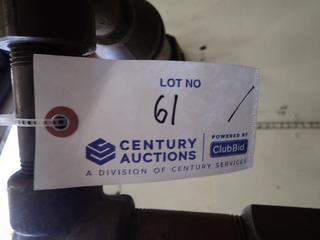 LOT NO
61 /
CENTURY AUCTIONS
POWERED BY
ClubBid
A DIVISION OF CENTURY SERVICES